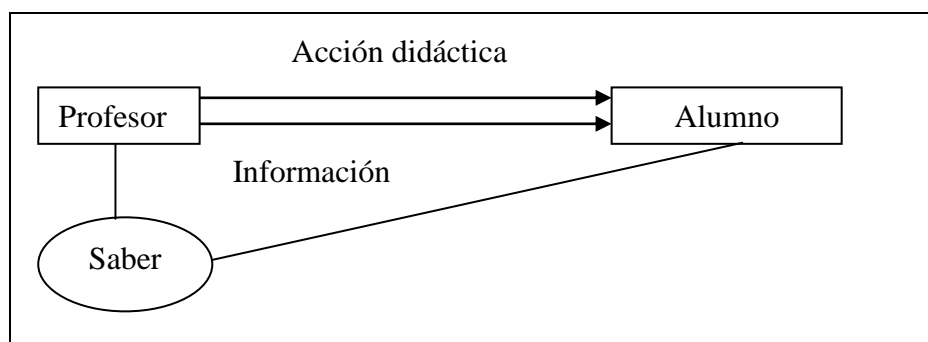 Acción didáctica
Profesor
Alumno
Información
Saber